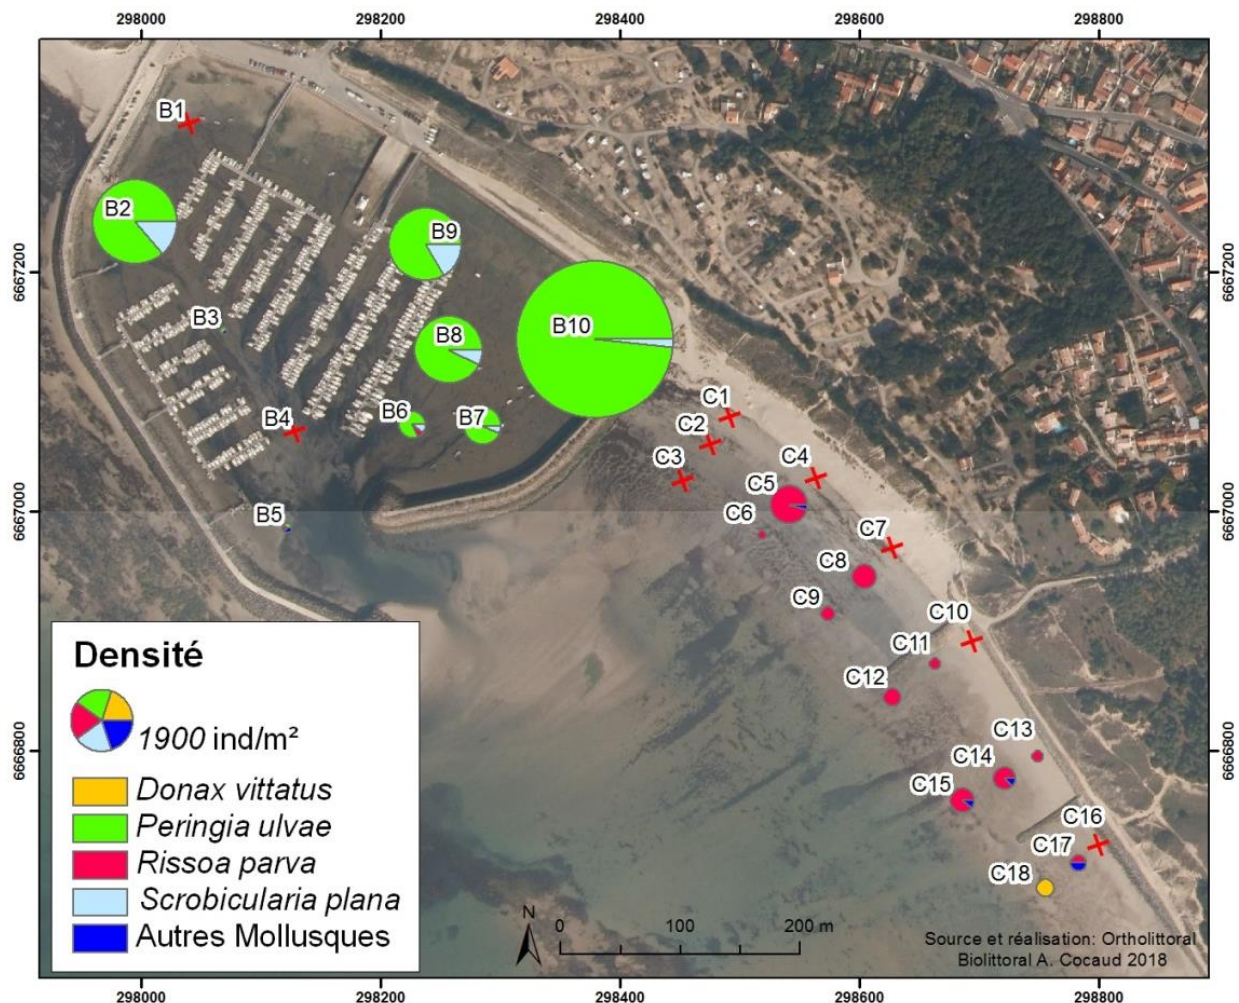 298000 298200 298400 298600 298800
B1
B2
B9
6667200 6667200
B3
B8
B10
B4
B6
B7
C1
C2
C3
C4
C5
C6
B5
6667000 6667000
C7
C8
C9
C10
C11
C12
C13
C14
C15
C16
C17
C18
6666800 6666800
Densité
1900 ind/m²
Donax vittatus
Peringia ulvae
Rissoa parva
Scrobicularia plana
Autres Mollusques
N
0 100 200 m
Source et réalisation: Ortholittoral
Biolittoral A. Cocaud 2018
298000 298200 298400 298600 298800